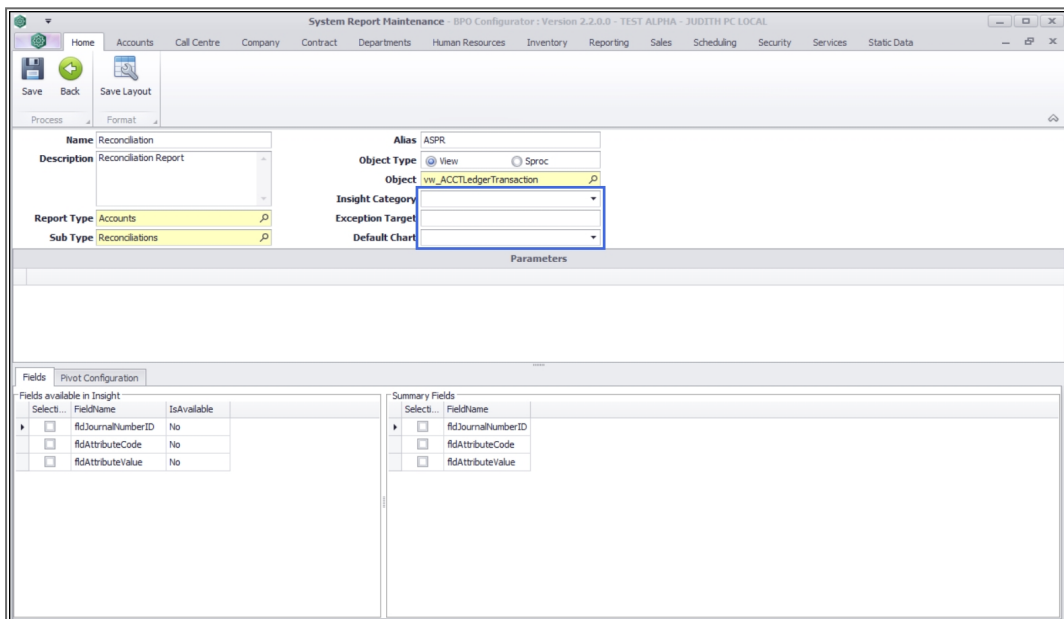 System Report Maintenance - BPO Configurator : Version 2.2.0.0 - TEST ALPHA - JUDITH PC LOCAL
Home Accounts Call Centre Company Contract Departments Human Resources Inventory Reporting Sales Scheduling Security Services Static Data
Save Back Save Layout
Process Format
Name Reconciliation Alias ASPR
Description Reconciliation Report Object Type View Sproc
Object vw_ACCTLedgerTransaction
Insight Category
Report Type Accounts Exception Target
Sub Type Reconciliations Default Chart
Parameters
Fields Pivot Configuration
Fields available in Insight Summary Fields
Selecti... FieldName IsAvailable Selecti... FieldName
fldJournalNumberID No fldJournalNumberID
fldAttributeCode No fldAttributeCode
fldAttributeValue No fldAttributeValue